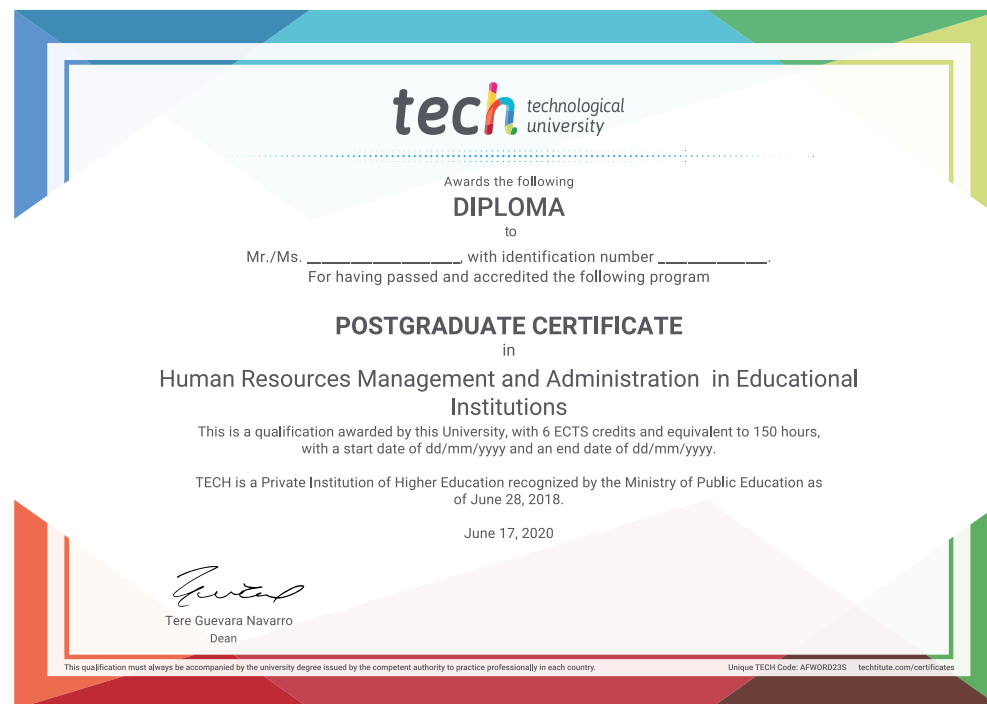 tech technological
university
Awards the following
DIPLOMA
to
Mr./Ms. ____________________, with identification number ______________.
For having passed and accredited the following program
POSTGRADUATE CERTIFICATE
in
Human Resources Management and Administration in Educational
Institutions
This is a qualification awarded by this University, with 6 ECTS credits and equivalent to 150 hours,
with a start date of dd/mm/yyyy and an end date of dd/mm/yyyy.
TECH is a Private Institution of Higher Education recognized by the Ministry of Public Education as
of June 28, 2018.
June 17, 2020
Tere Guevara Navarro
Dean
This qualification must always be accompanied by the university degree issued by the competent authority to practice professionally in each country. Unique TECH Code: AFWORD23S techtitute.com/certificates